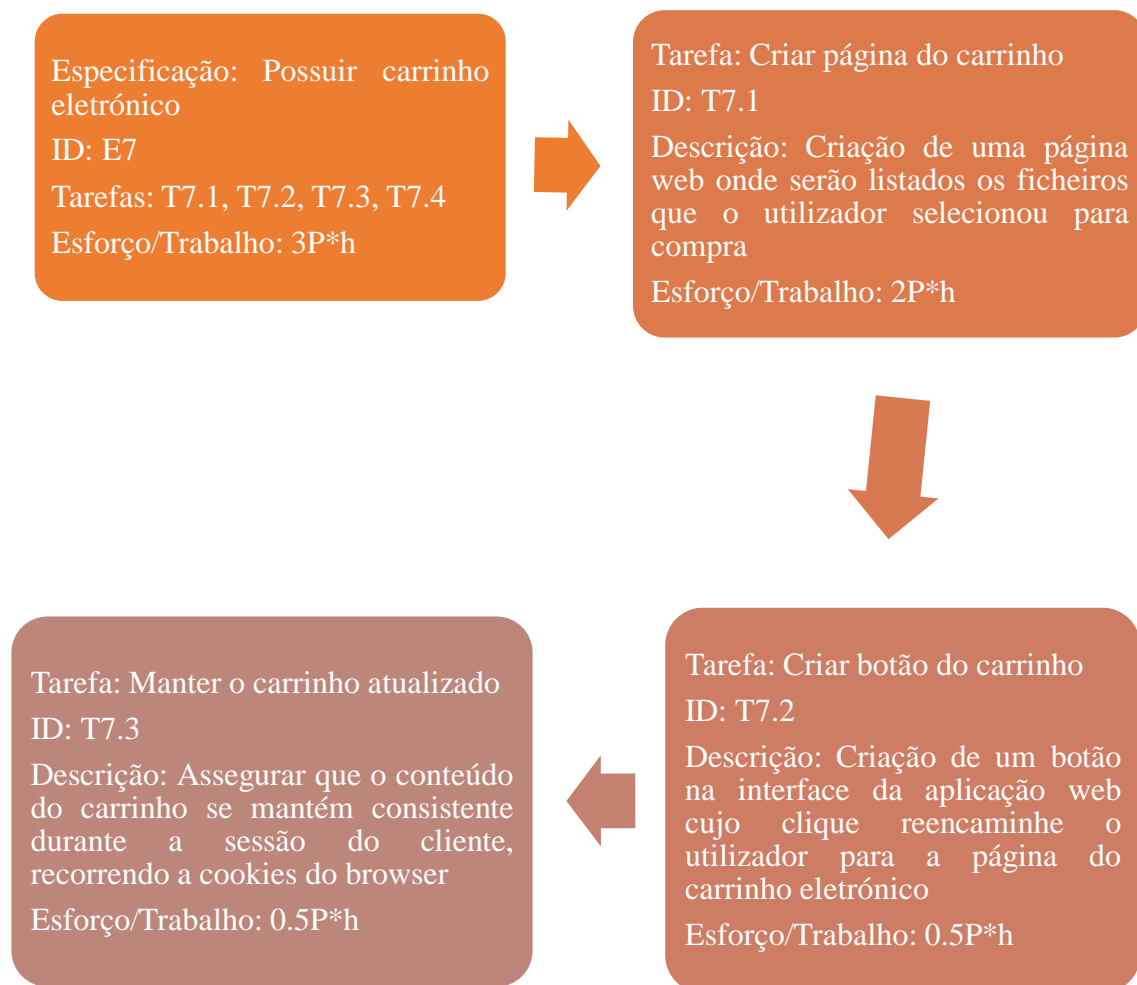 Especificação: Possuir carrinho
eletrónico
ID: E7
Tarefas: T7.1, T7.2, T7.3, T7.4
Esforço/Trabalho: 3P*h
Tarefa: Criar página do carrinho
ID: T7.1
Descrição: Criação de uma página
web onde serão listados os ficheiros
que o utilizador selecionou para
compra
Esforço/Trabalho: 2P*h
Tarefa: Criar botão do carrinho
ID: T7.2
Descrição: Criação de um botão
na interface da aplicação web
cujo clique reencaminhe o
utilizador para a página do
carrinho eletrónico
Esforço/Trabalho: 0.5P*h
Tarefa: Manter o carrinho atualizado
ID: T7.3
Descrição: Assegurar que o conteúdo
do carrinho se mantém consistente
durante a sessão do cliente,
recorrendo a cookies do browser
Esforço/Trabalho: 0.5P*h